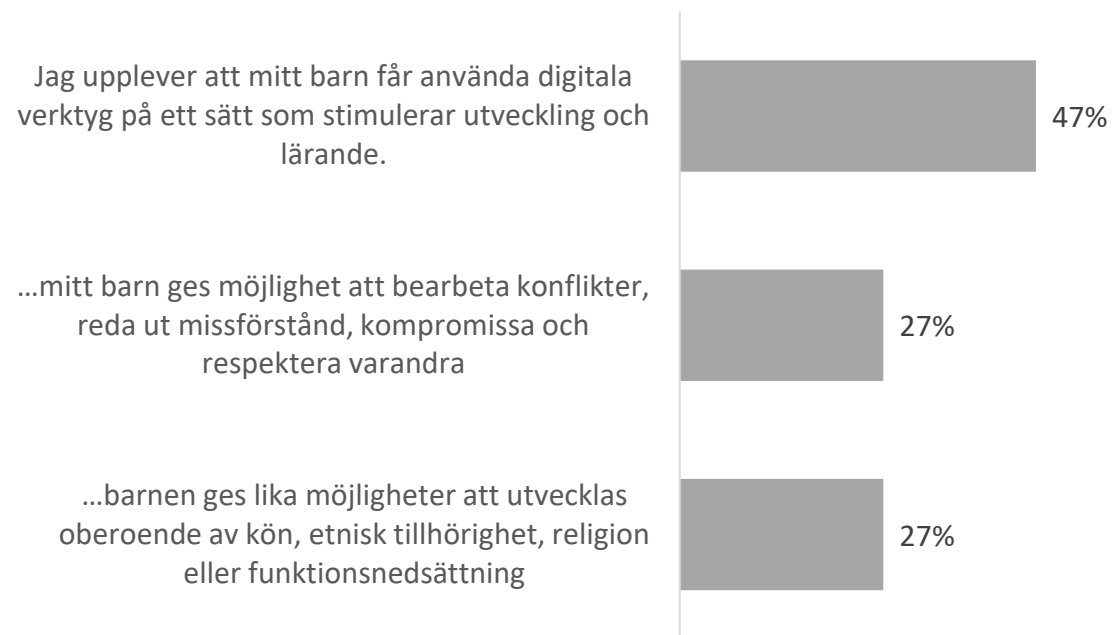 Jag upplever att mitt barn får använda digitala
verktyg på ett sätt som stimulerar utveckling och
lärande.
47%
…mitt barn ges möjlighet att bearbeta konflikter,
reda ut missförstånd, kompromissa och
respektera varandra
27%
…barnen ges lika möjligheter att utvecklas
oberoende av kön, etnisk tillhörighet, religion
eller funktionsnedsättning
27%